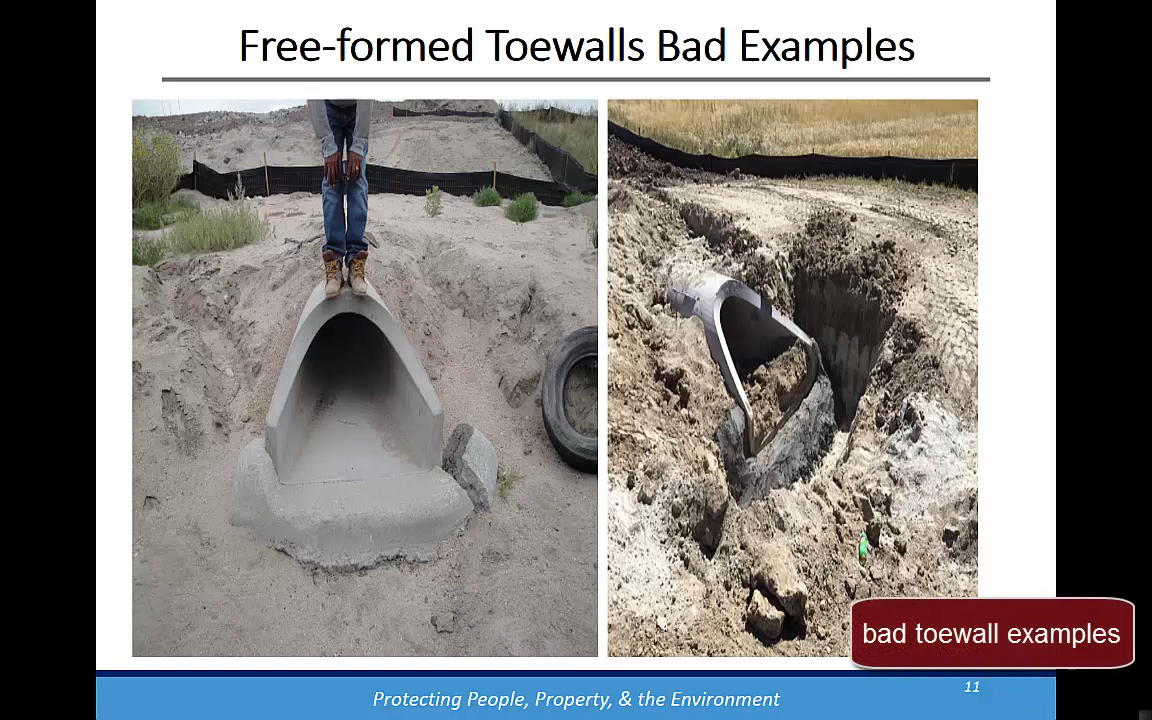 Free-formed Toewalls Bad Examples
bad toewall examples
11
Protecting People, Property, & the Environment